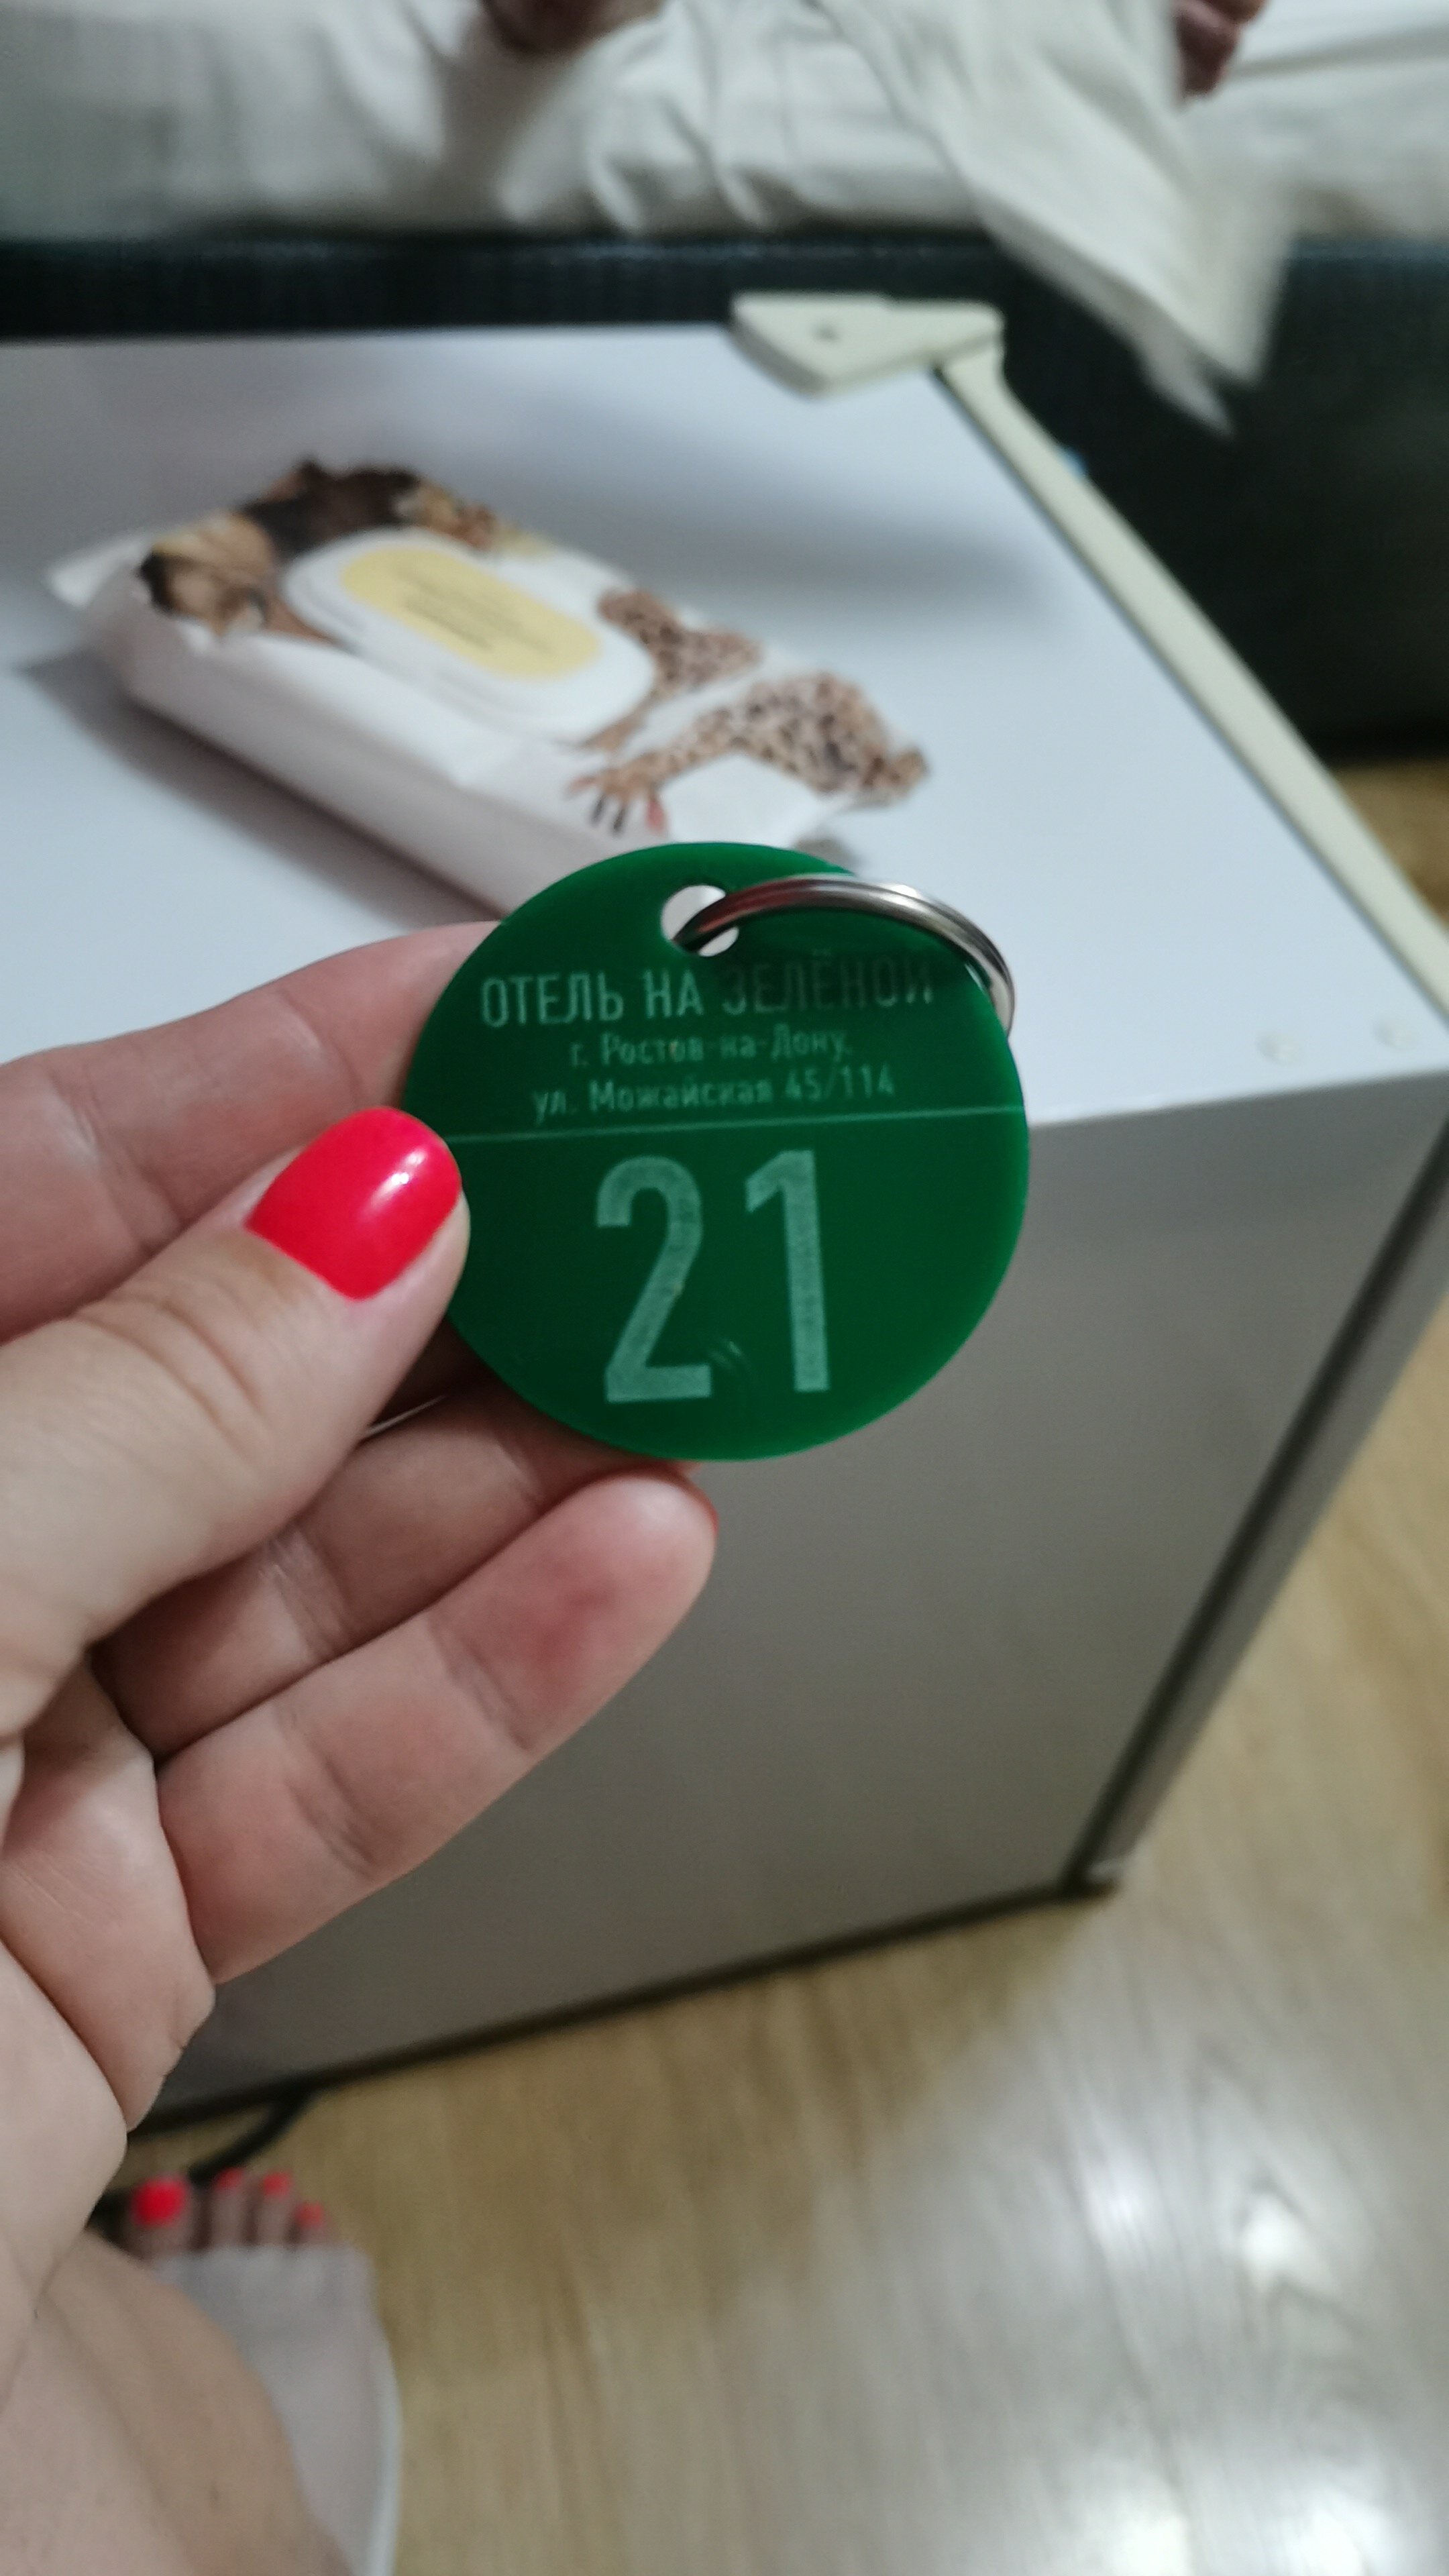 ОТЕЛЬ НА ЗЕЛЁНОЙ
г. Ростов-на-Дону,
ул. Можайская 45/114
21